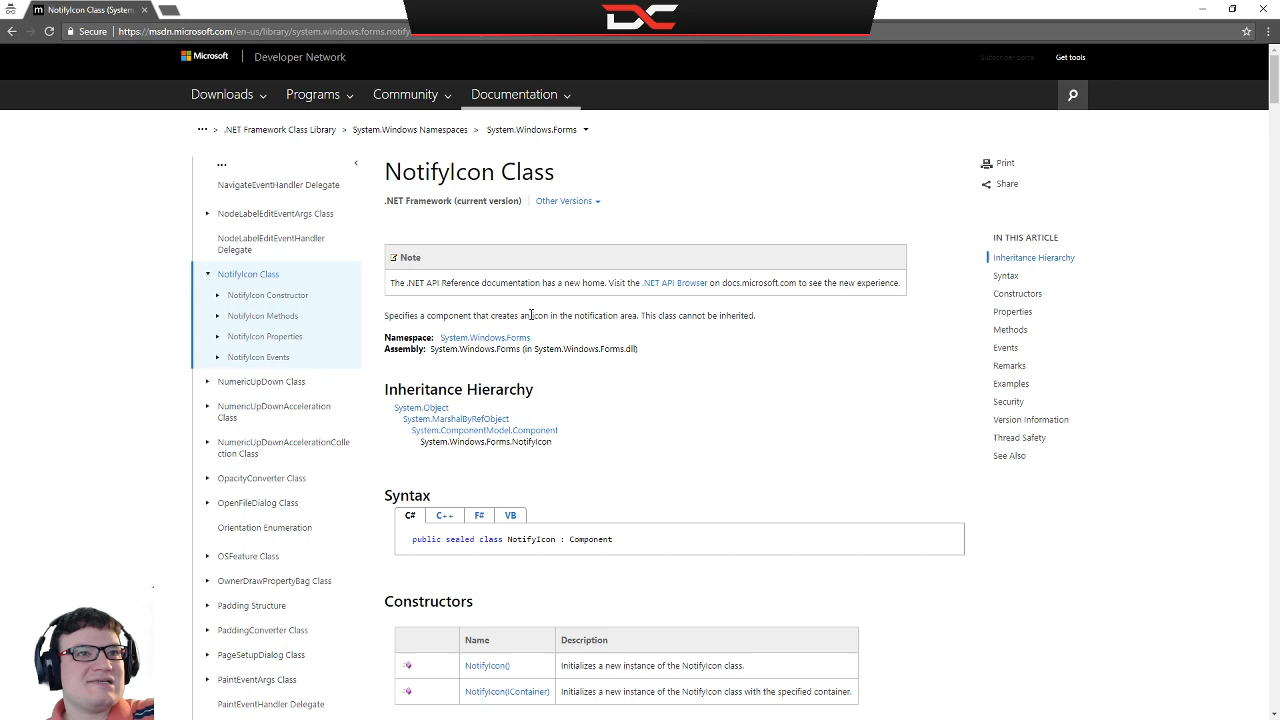 NotifyIcon Class (System.
DC
Secure
https://msdn.microsoft.com/en-us/library/system.windows.forms.notify
Microsoft
Developer Network
Subscriber portal
Get tools
Downloads
Programs
Community
Documentation
... > .NET Framework Class Library > System.Windows Namespaces > System.Windows.Forms
...
NavigateEventHandler Delegate
NodeLabelEditEventArgs Class
NodeLabelEditEventHandler
Delegate
NotifyIcon Class
NotifyIcon Constructor
NotifyIcon Methods
NotifyIcon Properties
NotifyIcon Events
NumericUpDown Class
NumericUpDownAcceleration
Class
NumericUpDownAccelerationColle
ction Class
OpacityConverter Class
OpenFileDialog Class
Orientation Enumeration
OSFeature Class
OwnerDrawPropertyBag Class
Padding Structure
PaddingConverter Class
PageSetupDialog Class
PaintEventArgs Class
PaintEventHandler Delegate
NotifyIcon Class
.NET Framework (current version)
Other Versions
Note
The .NET API Reference documentation has a new home. Visit the .NET API Browser on docs.microsoft.com to see the new experience.
Specifies a component that creates an icon in the notification area. This class cannot be inherited.
Namespace: System.Windows.Forms
Assembly: System.Windows.Forms (in System.Windows.Forms.dll)
Inheritance Hierarchy
System.Object
System.MarshalByRefObject
System.ComponentModel.Component
System.Windows.Forms.NotifyIcon
Syntax
C# C++ F# VB
public sealed class NotifyIcon : Component
Constructors
Name Description
NotifyIcon() Initializes a new instance of the NotifyIcon class.
NotifyIcon(IContainer) Initializes a new instance of the NotifyIcon class with the specified container.
Print
Share
IN THIS ARTICLE
Inheritance Hierarchy
Syntax
Constructors
Properties
Methods
Events
Remarks
Examples
Security
Version Information
Thread Safety
See Also